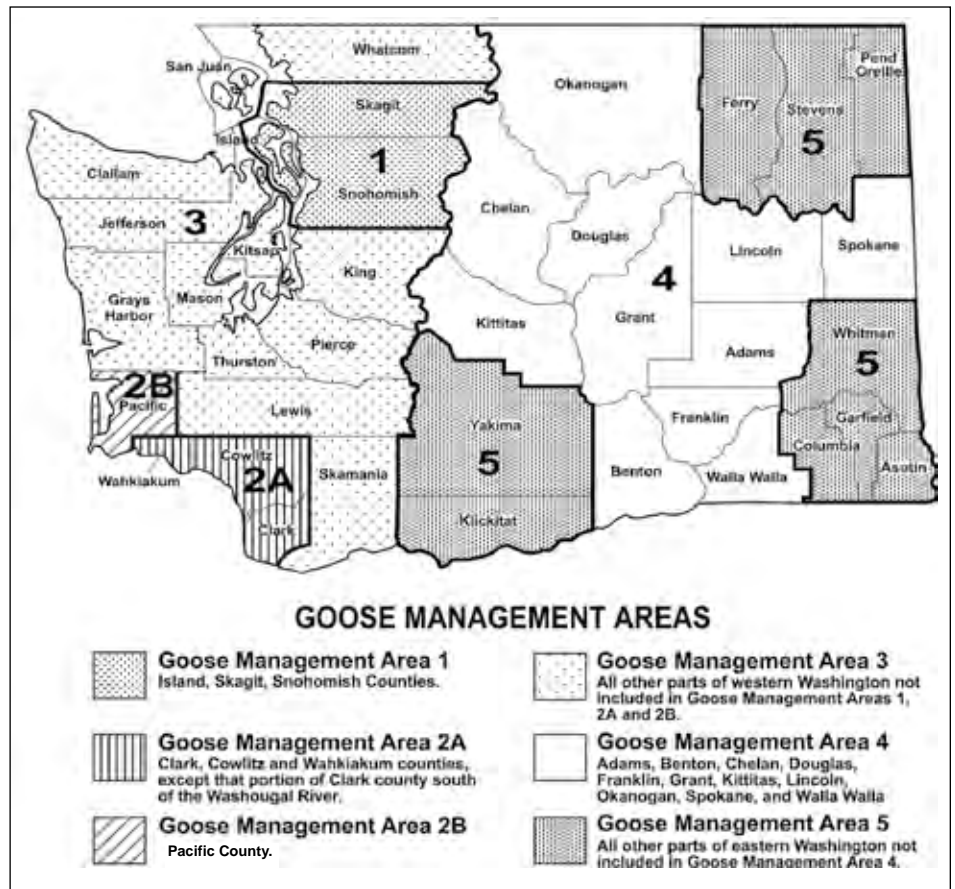 Whatcom
San Juan
Okanogan
Pend
Oreille
Skagit
Ferry
Stevens
Island
1
5
Clallam
Snohomish
Chelan
Jefferson
3
Douglas
Lincoln
Spokane
Kitsap
King
4
Grays
Harbor
Mason
Kittitas
Grant
Whitman
Pierce
Adams
5
Thurston
2B
Pacific
Lewis
Yakima
Franklin
Garfield
Columbia
Cowlitz
Skamania
5
Benton
Walla Walla
Asotin
Wahkiakum
2A
Clark
Klickitat
GOOSE MANAGEMENT AREAS
Goose Management Area 1
Island, Skagit, Snohomish Counties.
Goose Management Area 2A
Clark, Cowlitz and Wahkiakum counties,
except that portion of Clark county south
of the Washougal River.
Goose Management Area 2B
Pacific County.
Goose Management Area 3
All other parts of western Washington not
included in Goose Management Areas 1,
2A and 2B.
Goose Management Area 4
Adams, Benton, Chelan, Douglas,
Franklin, Grant, Kittitas, Lincoln,
Okanogan, Spokane, and Walla Walla
Goose Management Area 5
All other parts of eastern Washington not
included in Goose Management Area 4.